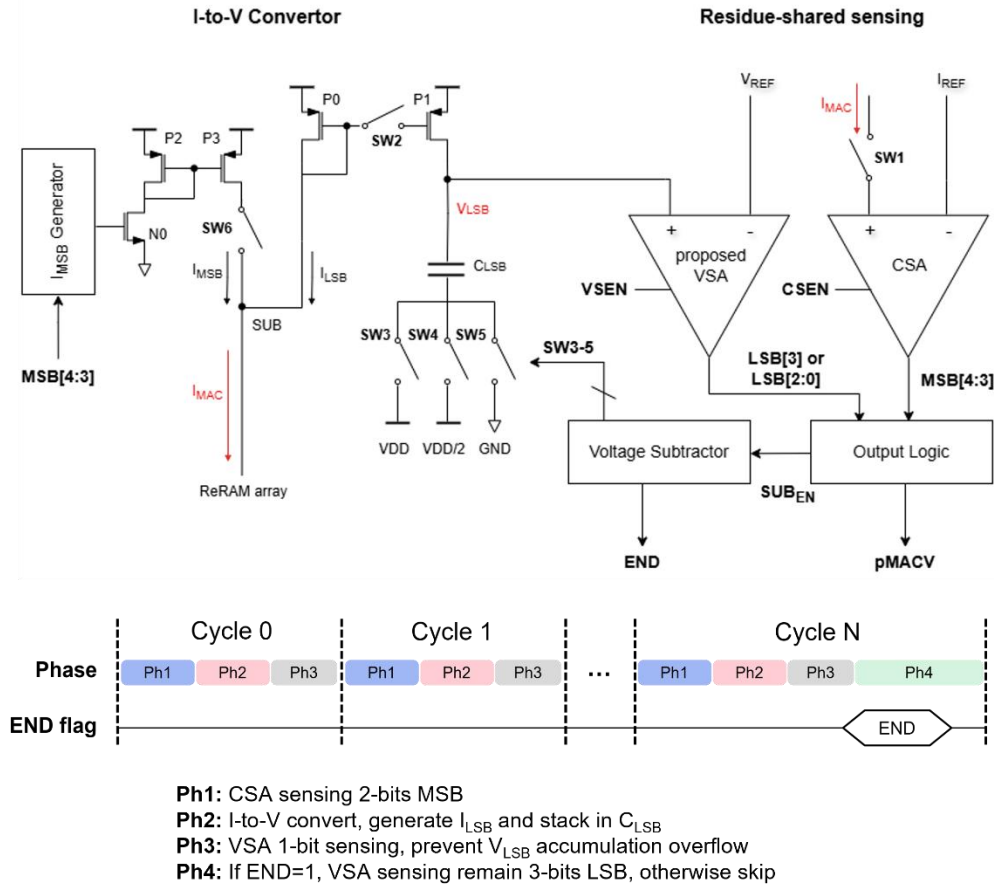 I-to-V Convertor
Residue-shared sensing
VREF
IREF
P0
P1
IMAC
P2
P3
SW2
SW1
IMSB Generator
N0
SW6
VLSB
+
-
proposed
VSA
+
-
CSA
IMSB
ILSB
CLSB
VSEN
CSEN
SUB
SW3
SW4
SW5
SW3-5
LSB[3] or
LSB[2:0]
MSB[4:3]
MSB[4:3]
IMAC
VDD
VDD/2
GND
Voltage Subtractor
Output Logic
SUBEN
ReRAM array
END
pMACV
Cycle 0
Cycle 1
Cycle N
Phase
Ph1
Ph2
Ph3
Ph1
Ph2
Ph3
...
Ph1
Ph2
Ph3
Ph4
END flag
END
Ph1: CSA sensing 2-bits MSB
Ph2: I-to-V convert, generate ILSB and stack in CLSB
Ph3: VSA 1-bit sensing, prevent VLSB accumulation overflow
Ph4: If END=1, VSA sensing remain 3-bits LSB, otherwise skip